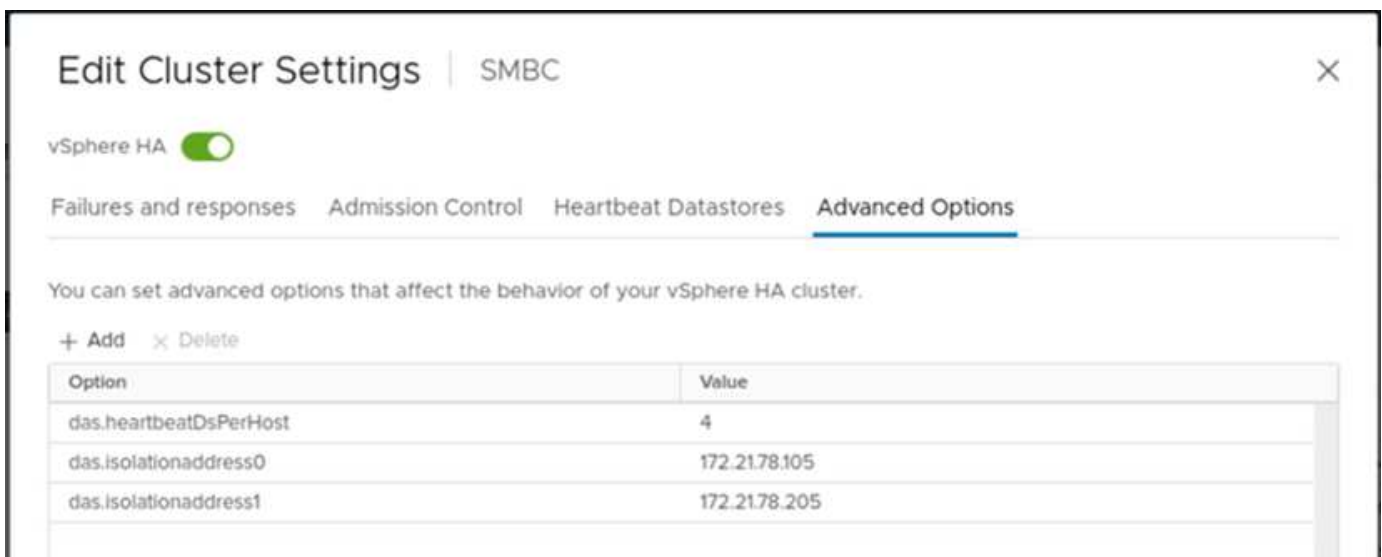 Edit Cluster Settings | SMBC
vSphere HA
Failures and responses Admission Control Heartbeat Datastores Advanced Options
You can set advanced options that affect the behavior of your vSphere HA cluster.
+ Add × Delete
Option Value
das.heartbeatDsPerHost 4
das.isolationaddress0 172.21.78.105
das.isolationaddress1 172.21.78.205